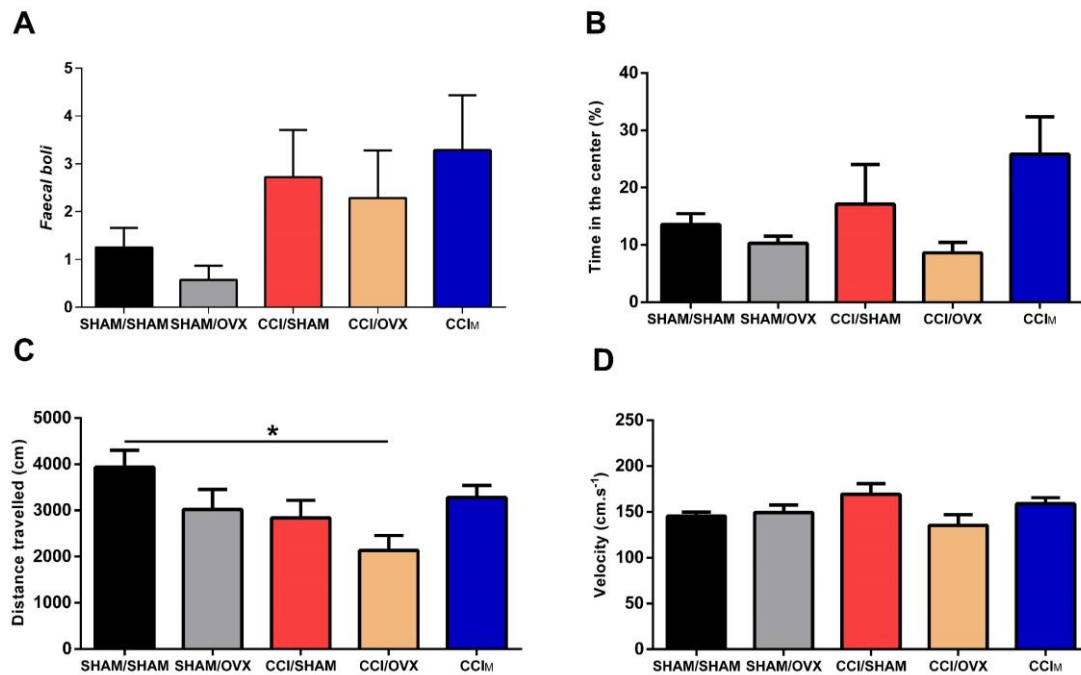 A
Faecal boli
5
4
3
2
1
0
SHAM/SHAM SHAM/OVX CCI/SHAM CCI/OVX CCIM
B
Time in the center (%)
40
30
20
10
0
SHAM/SHAM SHAM/OVX CCI/SHAM CCI/OVX CCIM
C
Distance travelled (cm)
5000
4000
3000
2000
1000
0
*
SHAM/SHAM SHAM/OVX CCI/SHAM CCI/OVX CCIM
D
Velocity (cm.s⁻¹)
250
200
150
100
50
0
SHAM/SHAM SHAM/OVX CCI/SHAM CCI/OVX CCIM